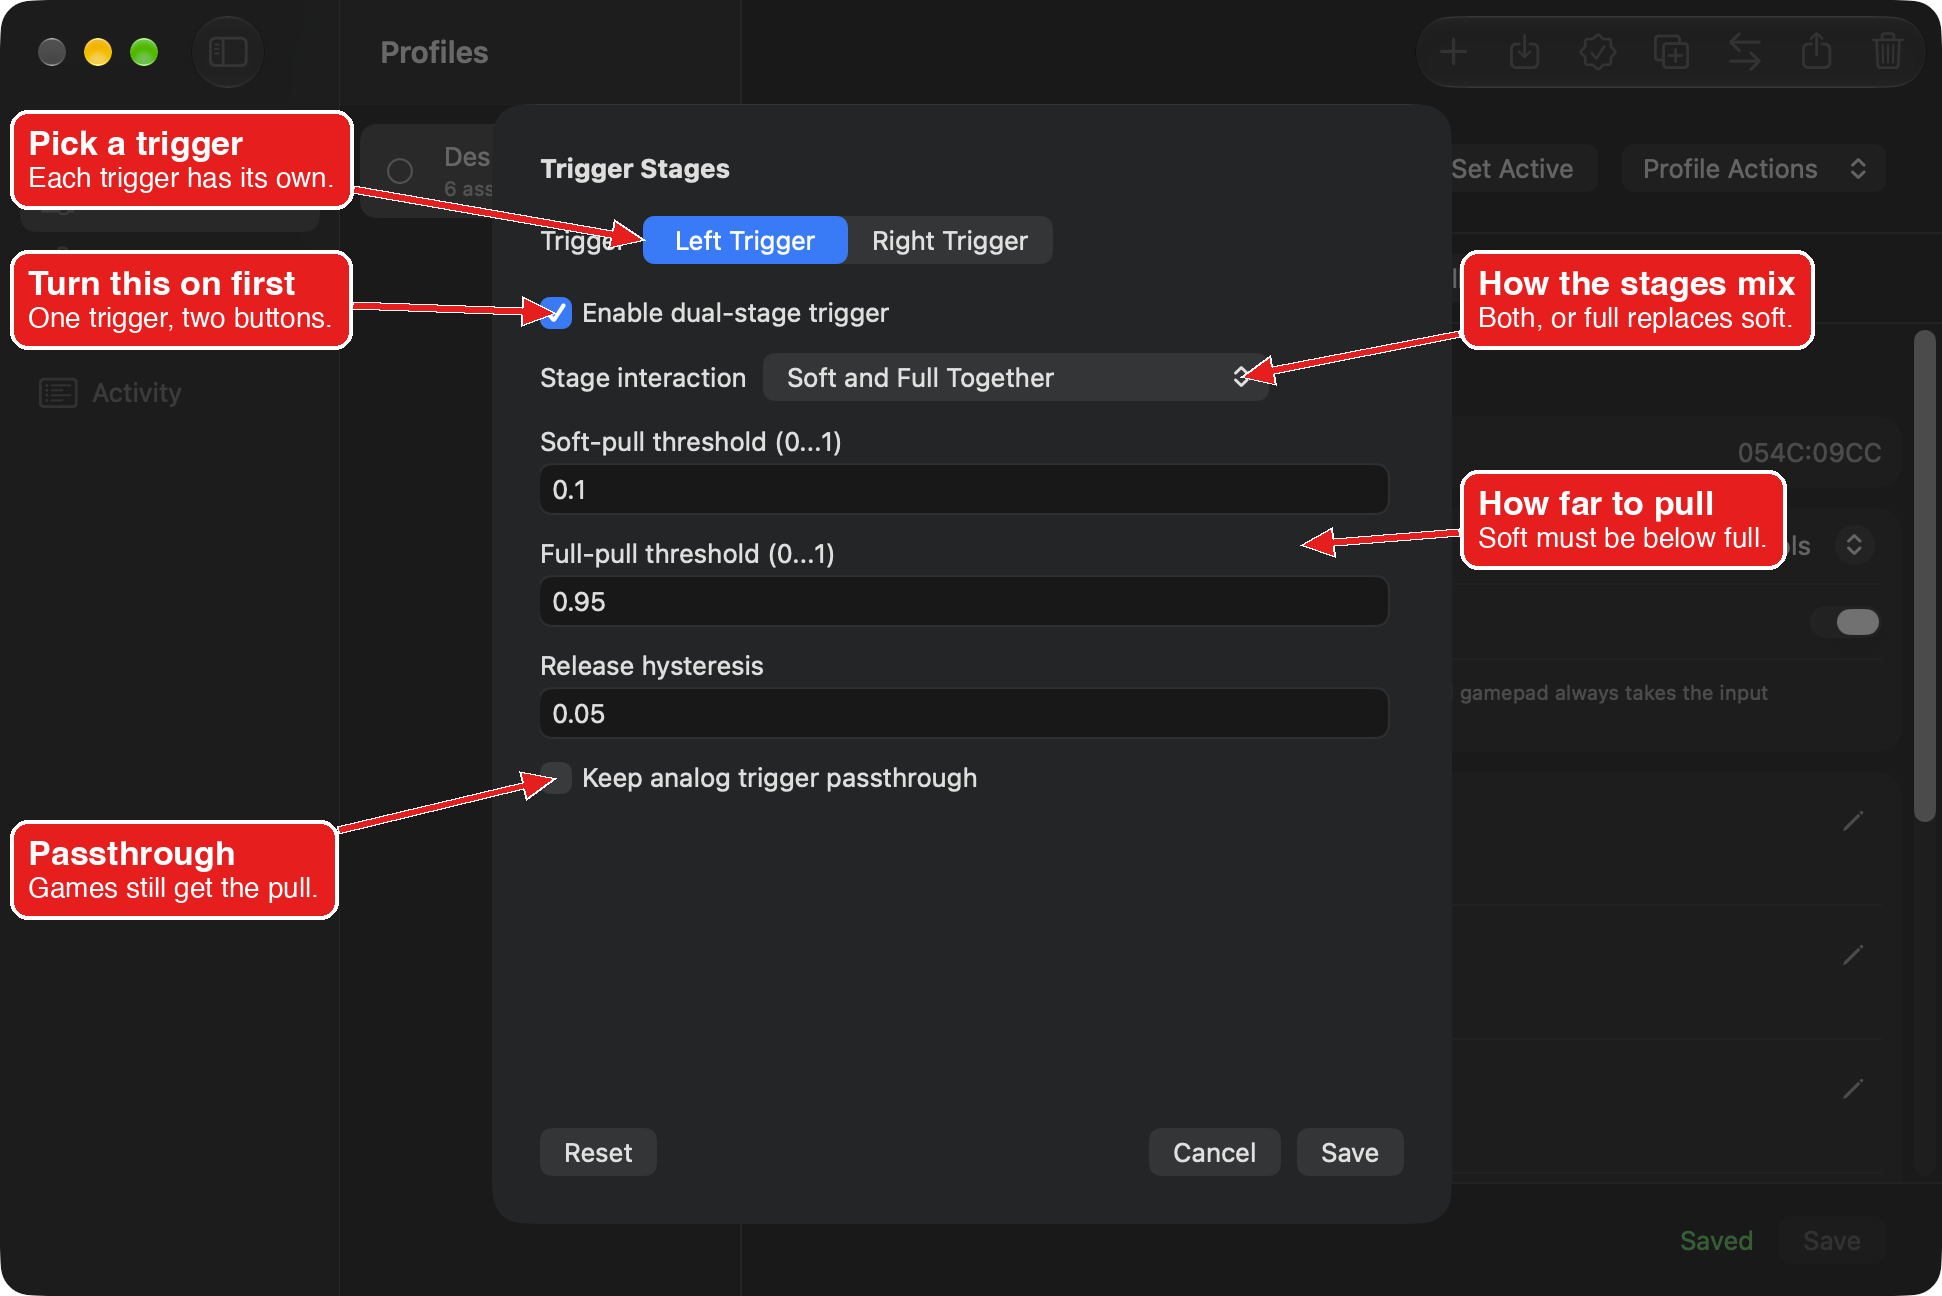 Profiles
Pick a trigger
Each trigger has its own.
Des
6 ass
Trigger Stages
Set Active
Profile Actions
Trigger
Left Trigger
Right Trigger
Turn this on first
One trigger, two buttons.
Enable dual-stage trigger
How the stages mix
Both, or full replaces soft.
Activity
Stage interaction
Soft and Full Together
Soft-pull threshold (0...1)
054C:09CC
0.1
How far to pull
Soft must be below full.
ls
Full-pull threshold (0...1)
0.95
Release hysteresis
gamepad always takes the input
0.05
Keep analog trigger passthrough
Passthrough
Games still get the pull.
Reset
Cancel
Save
Saved
Save